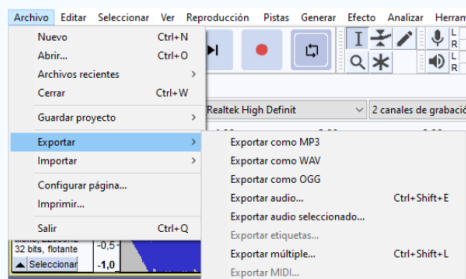 Archivo Editar Seleccionar Ver Reproducción Pistas Generar Efecto Analizar Herram
Nuevo Ctrl+N
Abrir... Ctrl+O
Archivos recientes >
Cerrar Ctrl+W
Guardar proyecto >
Exportar >
Importar >
Configurar página...
Imprimir...
Salir Ctrl+Q
L
R
L
R
Realtek High Definit
2 canales de grabació
Exportar como MP3
Exportar como WAV
Exportar como OGG
Exportar audio... Ctrl+Shift+E
Exportar audio seleccionado...
Exportar etiquetas...
Exportar múltiple... Ctrl+Shift+L
Exportar MIDI...
32 bits, flotante
Seleccionar
-0,5-
-1,0